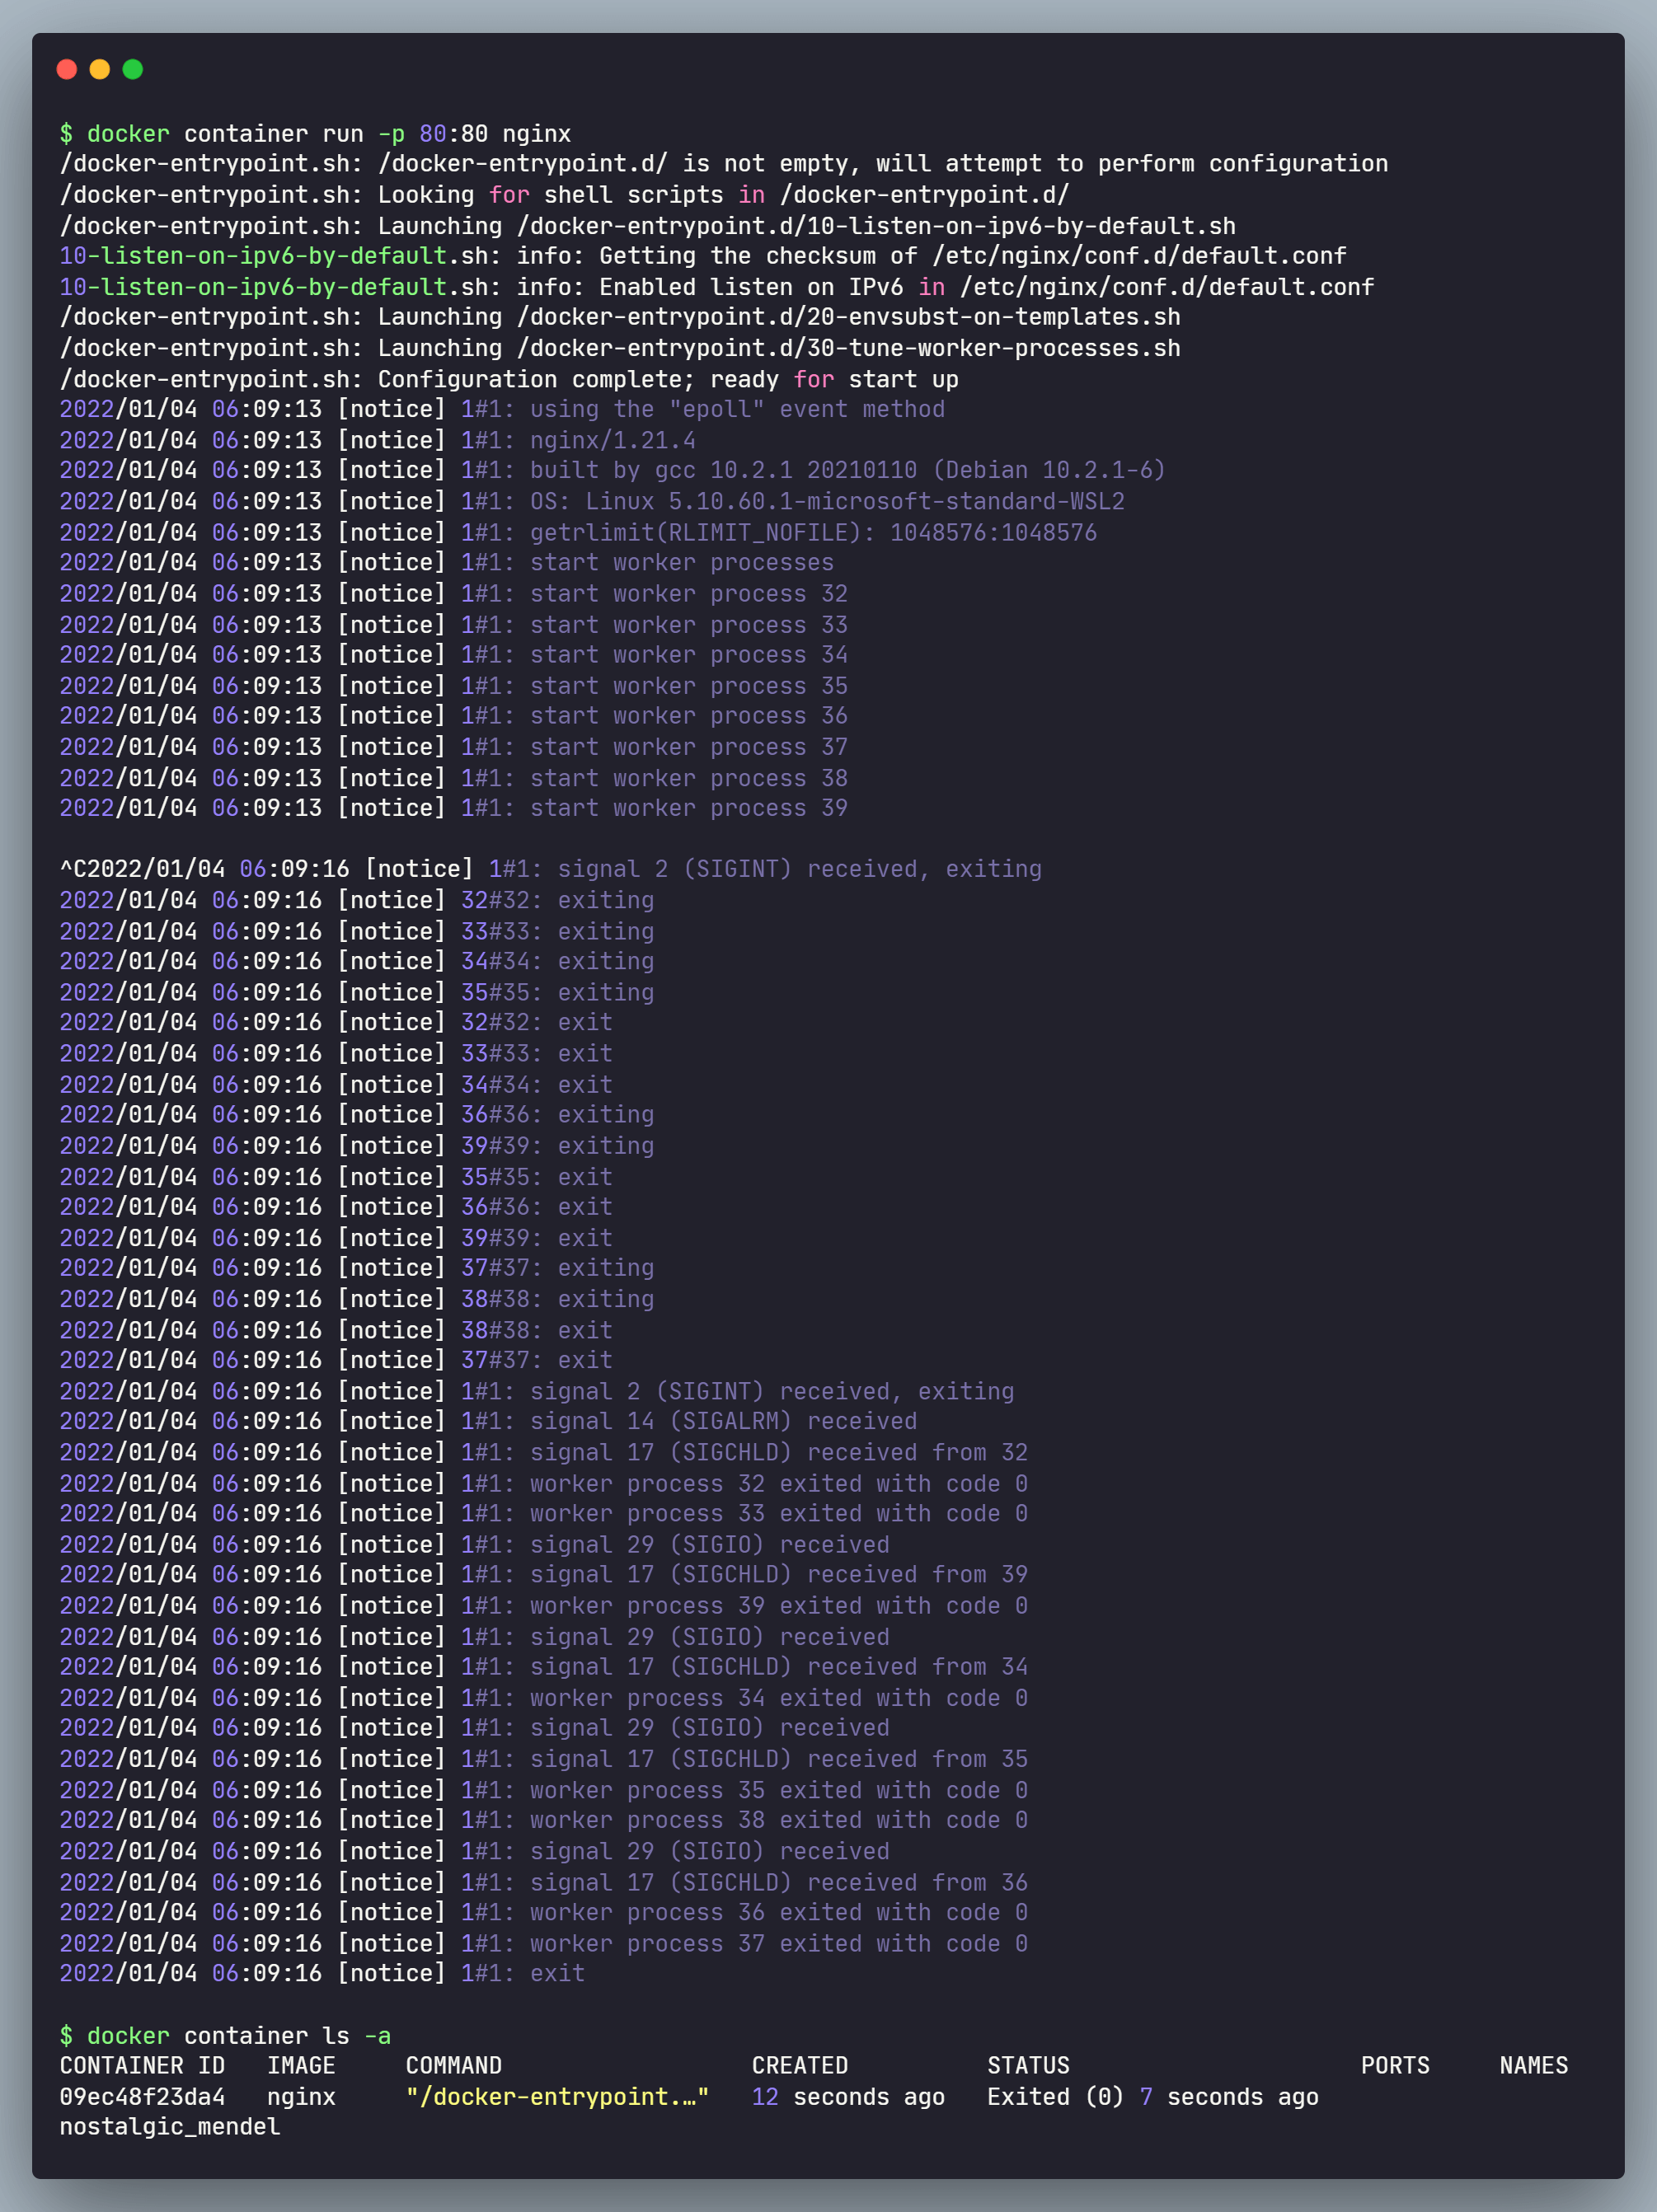 $ docker container run -p 80:80 nginx
/docker-entrypoint.sh: /docker-entrypoint.d/ is not empty, will attempt to perform configuration
/docker-entrypoint.sh: Looking for shell scripts in /docker-entrypoint.d/
/docker-entrypoint.sh: Launching /docker-entrypoint.d/10-listen-on-ipv6-by-default.sh
10-listen-on-ipv6-by-default.sh: info: Getting the checksum of /etc/nginx/conf.d/default.conf
10-listen-on-ipv6-by-default.sh: info: Enabled listen on IPv6 in /etc/nginx/conf.d/default.conf
/docker-entrypoint.sh: Launching /docker-entrypoint.d/20-envsubst-on-templates.sh
/docker-entrypoint.sh: Launching /docker-entrypoint.d/30-tune-worker-processes.sh
/docker-entrypoint.sh: Configuration complete; ready for start up
2022/01/04 06:09:13 [notice] 1#1: using the "epoll" event method
2022/01/04 06:09:13 [notice] 1#1: nginx/1.21.4
2022/01/04 06:09:13 [notice] 1#1: built by gcc 10.2.1 20210110 (Debian 10.2.1-6)
2022/01/04 06:09:13 [notice] 1#1: OS: Linux 5.10.60.1-microsoft-standard-WSL2
2022/01/04 06:09:13 [notice] 1#1: getrlimit(RLIMIT_NOFILE): 1048576:1048576
2022/01/04 06:09:13 [notice] 1#1: start worker processes
2022/01/04 06:09:13 [notice] 1#1: start worker process 32
2022/01/04 06:09:13 [notice] 1#1: start worker process 33
2022/01/04 06:09:13 [notice] 1#1: start worker process 34
2022/01/04 06:09:13 [notice] 1#1: start worker process 35
2022/01/04 06:09:13 [notice] 1#1: start worker process 36
2022/01/04 06:09:13 [notice] 1#1: start worker process 37
2022/01/04 06:09:13 [notice] 1#1: start worker process 38
2022/01/04 06:09:13 [notice] 1#1: start worker process 39
^C2022/01/04 06:09:16 [notice] 1#1: signal 2 (SIGINT) received, exiting
2022/01/04 06:09:16 [notice] 32#32: exiting
2022/01/04 06:09:16 [notice] 33#33: exiting
2022/01/04 06:09:16 [notice] 34#34: exiting
2022/01/04 06:09:16 [notice] 35#35: exiting
2022/01/04 06:09:16 [notice] 32#32: exit
2022/01/04 06:09:16 [notice] 33#33: exit
2022/01/04 06:09:16 [notice] 34#34: exit
2022/01/04 06:09:16 [notice] 36#36: exiting
2022/01/04 06:09:16 [notice] 39#39: exiting
2022/01/04 06:09:16 [notice] 35#35: exit
2022/01/04 06:09:16 [notice] 36#36: exit
2022/01/04 06:09:16 [notice] 39#39: exit
2022/01/04 06:09:16 [notice] 37#37: exiting
2022/01/04 06:09:16 [notice] 38#38: exiting
2022/01/04 06:09:16 [notice] 38#38: exit
2022/01/04 06:09:16 [notice] 37#37: exit
2022/01/04 06:09:16 [notice] 1#1: signal 2 (SIGINT) received, exiting
2022/01/04 06:09:16 [notice] 1#1: signal 14 (SIGALRM) received
2022/01/04 06:09:16 [notice] 1#1: signal 17 (SIGCHLD) received from 32
2022/01/04 06:09:16 [notice] 1#1: worker process 32 exited with code 0
2022/01/04 06:09:16 [notice] 1#1: worker process 33 exited with code 0
2022/01/04 06:09:16 [notice] 1#1: signal 29 (SIGIO) received
2022/01/04 06:09:16 [notice] 1#1: signal 17 (SIGCHLD) received from 39
2022/01/04 06:09:16 [notice] 1#1: worker process 39 exited with code 0
2022/01/04 06:09:16 [notice] 1#1: signal 29 (SIGIO) received
2022/01/04 06:09:16 [notice] 1#1: signal 17 (SIGCHLD) received from 34
2022/01/04 06:09:16 [notice] 1#1: worker process 34 exited with code 0
2022/01/04 06:09:16 [notice] 1#1: signal 29 (SIGIO) received
2022/01/04 06:09:16 [notice] 1#1: signal 17 (SIGCHLD) received from 35
2022/01/04 06:09:16 [notice] 1#1: worker process 35 exited with code 0
2022/01/04 06:09:16 [notice] 1#1: worker process 38 exited with code 0
2022/01/04 06:09:16 [notice] 1#1: signal 29 (SIGIO) received
2022/01/04 06:09:16 [notice] 1#1: signal 17 (SIGCHLD) received from 36
2022/01/04 06:09:16 [notice] 1#1: worker process 36 exited with code 0
2022/01/04 06:09:16 [notice] 1#1: worker process 37 exited with code 0
2022/01/04 06:09:16 [notice] 1#1: exit
$ docker container ls -a
CONTAINER ID   IMAGE     COMMAND                  CREATED          STATUS                     PORTS     NAMES
09ec48f23da4   nginx     "/docker-entrypoint.…"   12 seconds ago   Exited (0) 7 seconds ago
nostalgic_mendel